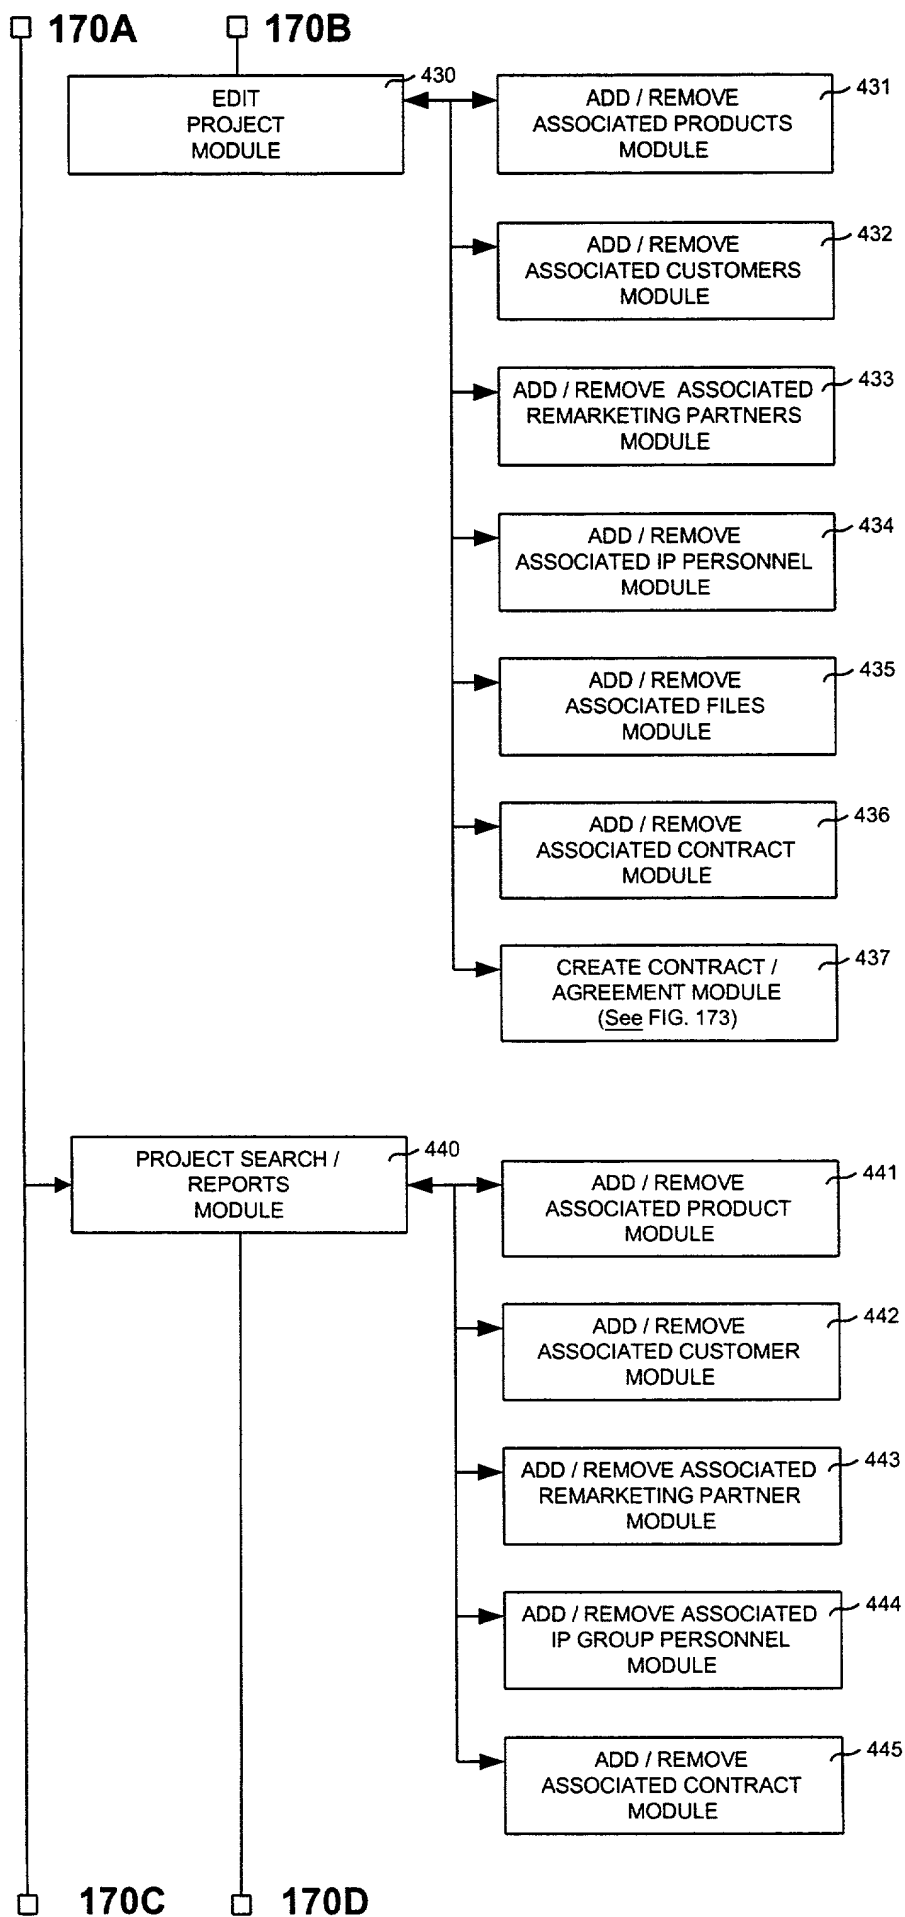 170A
170B
EDIT
PROJECT
MODULE
430
ADD / REMOVE
ASSOCIATED PRODUCTS
MODULE
431
ADD / REMOVE
ASSOCIATED CUSTOMERS
MODULE
432
ADD / REMOVE ASSOCIATED
REMARKETING PARTNERS
MODULE
433
ADD / REMOVE
ASSOCIATED IP PERSONNEL
MODULE
434
ADD / REMOVE
ASSOCIATED FILES
MODULE
435
ADD / REMOVE
ASSOCIATED CONTRACT
MODULE
436
CREATE CONTRACT /
AGREEMENT MODULE
(See FIG. 173)
437
PROJECT SEARCH /
REPORTS
MODULE
440
ADD / REMOVE
ASSOCIATED PRODUCT
MODULE
441
ADD / REMOVE
ASSOCIATED CUSTOMER
MODULE
442
ADD / REMOVE ASSOCIATED
REMARKETING PARTNER
MODULE
443
ADD / REMOVE ASSOCIATED
IP GROUP PERSONNEL
MODULE
444
ADD / REMOVE
ASSOCIATED CONTRACT
MODULE
445
170C
170D